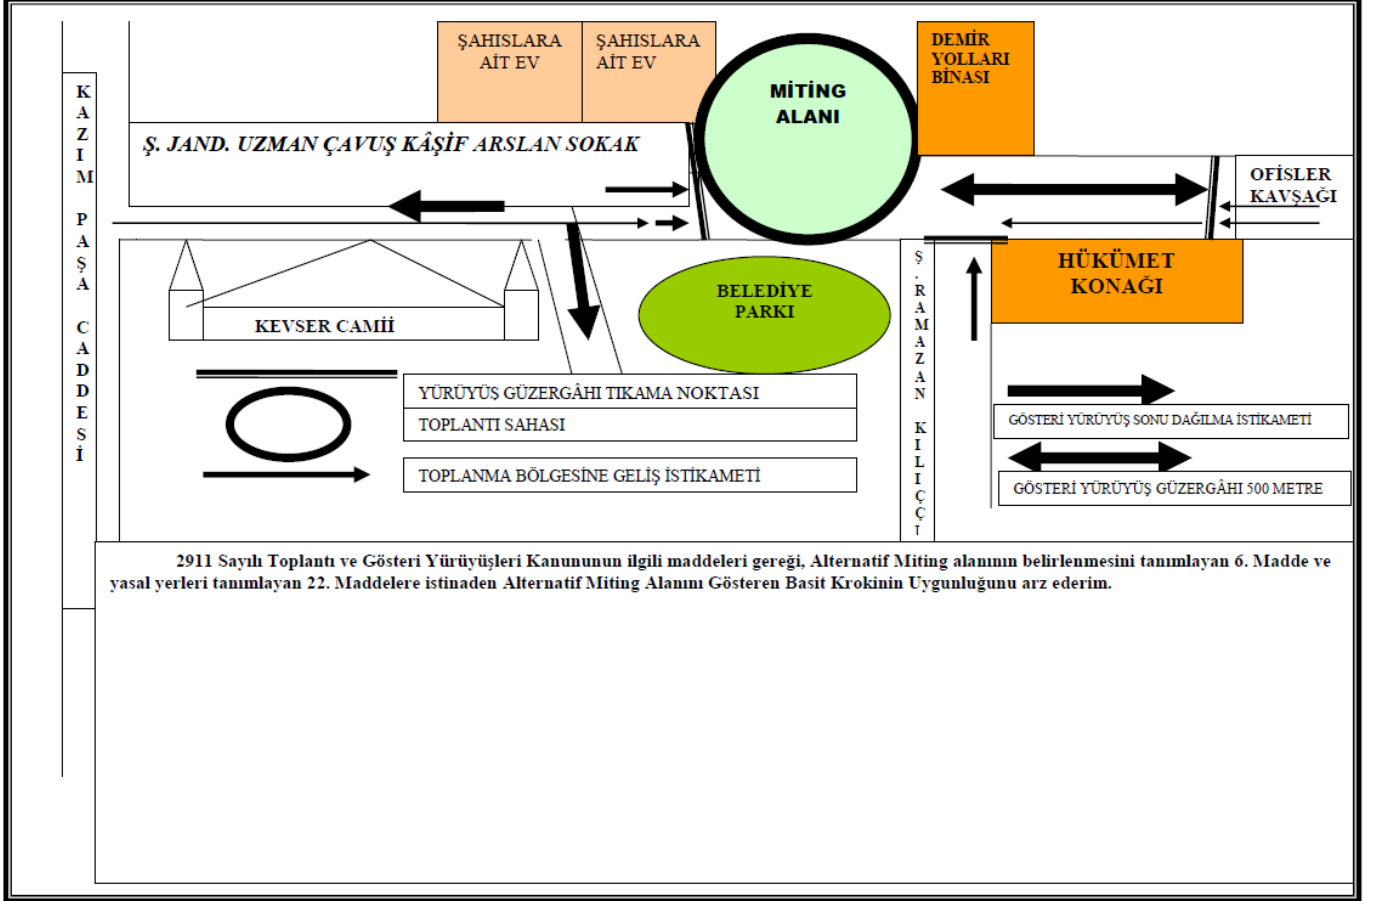 ŞAHISLARA
AİT EV
ŞAHISLARA
AİT EV
MİTİNG
ALANI
DEMİR
YOLLARI
BİNASI
KAZIM PAŞA CADDESİ
Ş. JAND. UZMAN ÇAVUŞ KÂŞİF ARSLAN SOKAK
OFİSLER
KAVŞAĞI
HÜKÜMET
KONAĞI
BELEDİYE
PARKI
KEVSER CAMİİ
Ş.RAMAZAN KILIÇÇI
YÜRÜYÜŞ GÜZERGÂHI TIKAMA NOKTASI
TOPLANTI SAHASI
TOPLANMA BÖLGESİNE GELİŞ İSTİKAMETİ
GÖSTERİ YÜRÜYÜŞ SONU DAĞILMA İSTİKAMETİ
GÖSTERİ YÜRÜYÜŞ GÜZERGÂHI 500 METRE
2911 Sayılı Toplantı ve Gösteri Yürüyüşleri Kanununun ilgili maddeleri gereği, Alternatif Miting alanının belirlenmesini tanımlayan 6. Madde ve
yasal yerleri tanımlayan 22. Maddelere istinaden Alternatif Miting Alanını Gösteren Basit Krokinin Uygunluğunu arz ederim.